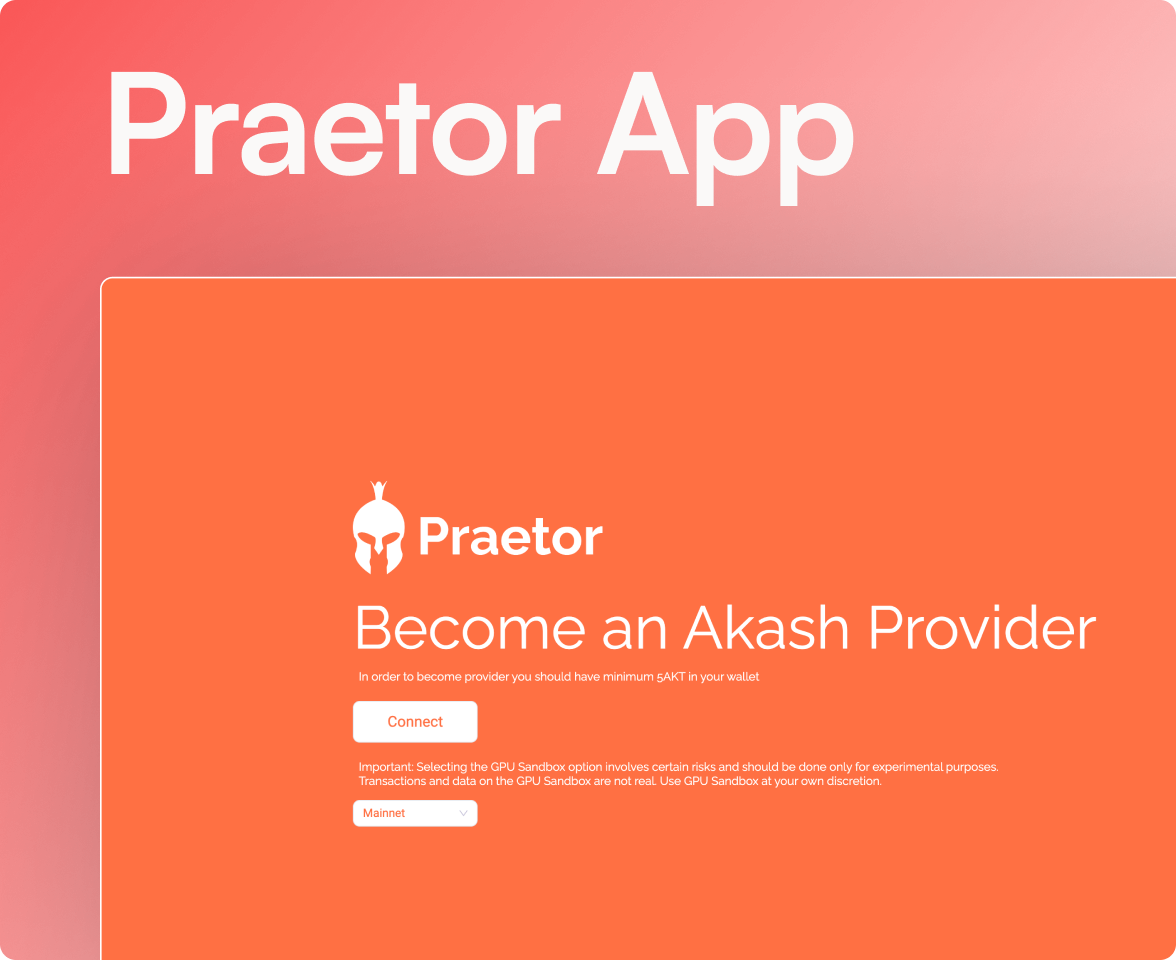 Praetor App
Praetor
Become an Akash Provider
In order to become provider you should have minimum 5AKT in your wallet
Connect
Important: Selecting the GPU Sandbox option involves certain risks and should be done only for experimental purposes.
Transactions and data on the GPU Sandbox are not real. Use GPU Sandbox at your own discretion.
Mainnet